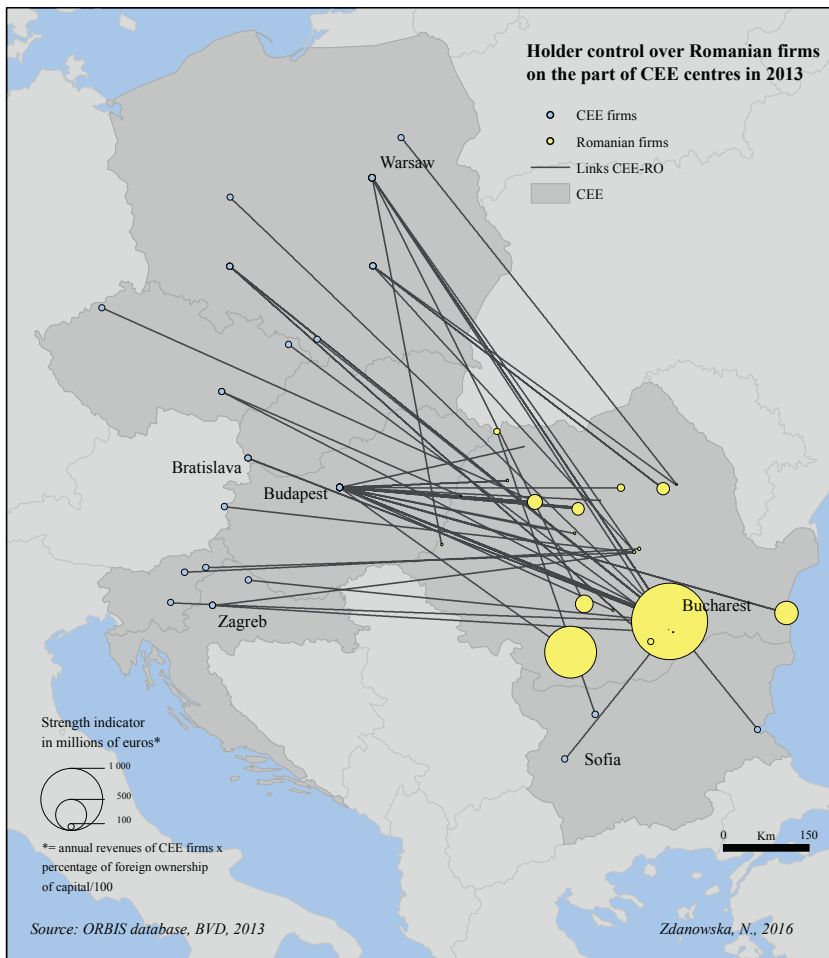 Holder control over Romanian firms
on the part of CEE centres in 2013
CEE firms
Romanian firms
Links CEE-RO
CEE
Warsaw
Bratislava
Budapest
Zagreb
Bucharest
Sofia
Strength indicator
in millions of euros*
1 000
500
100
*= annual revenues of CEE firms x
percentage of foreign ownership
of capital/100
0 Km 150
Source: ORBIS database, BVD, 2013
Zdanowska, N., 2016